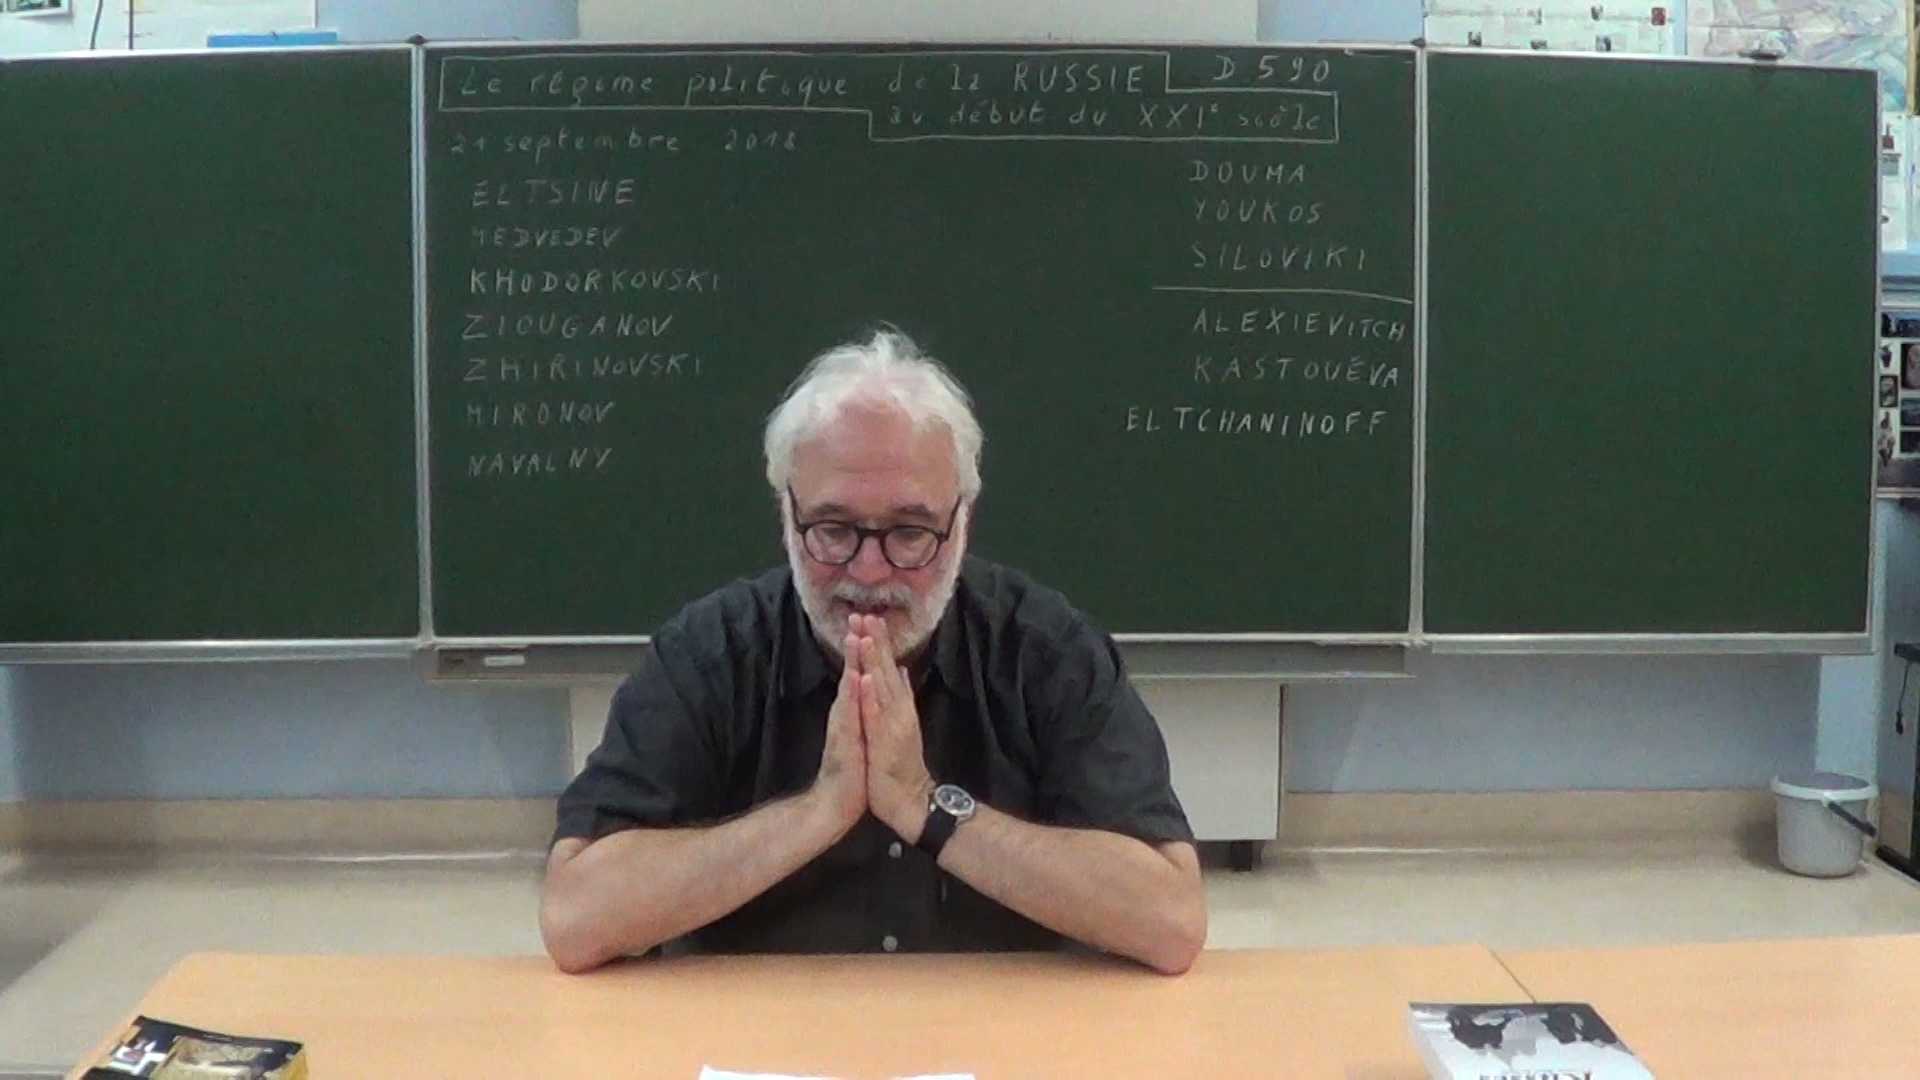 Le régime politique de la RUSSIE
au début du XXIe siècle
D 590
21 septembre 2018
ELTSINE
MEDVEDEV
KHODORKOVSKI
ZIOUGANOV
ZHIRINOVSKI
MIRONOV
NAVALNY
DOUMA
YOUKOS
SILOVIKI
ALEXIEVITCH
KASTOUÉVA
ELTCHANINOFF